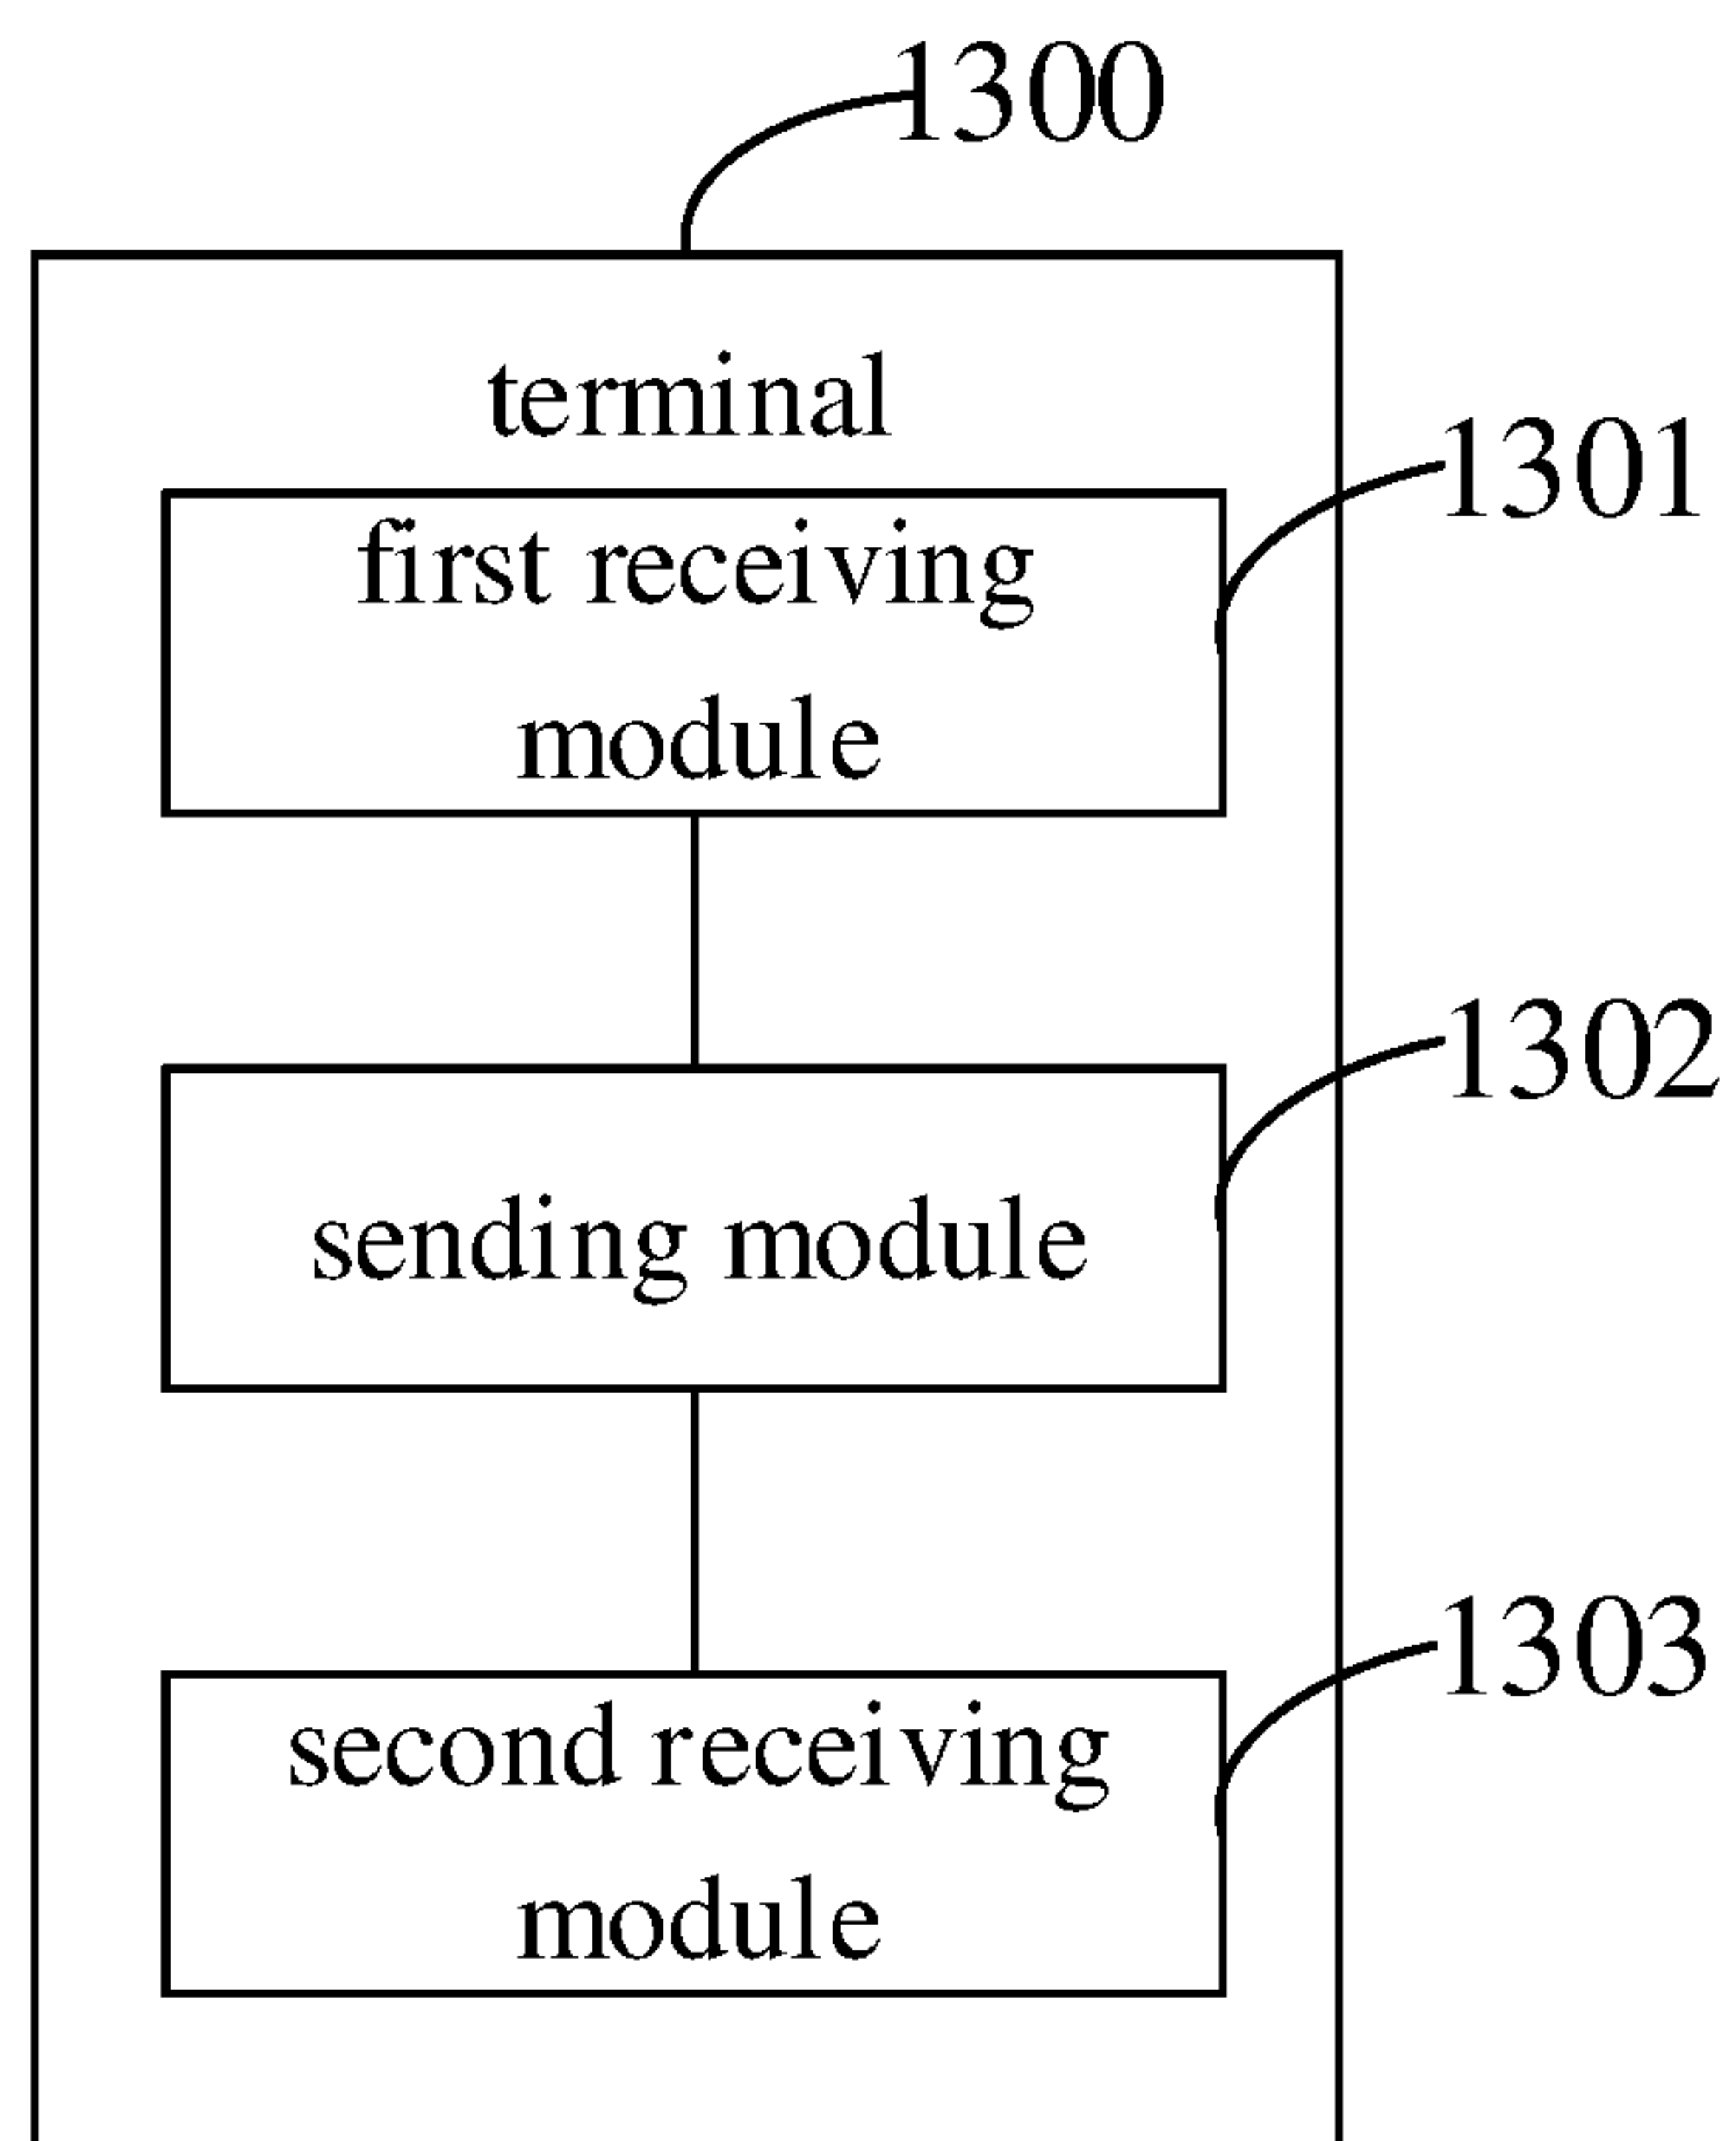 1300
terminal
1301
first receiving
module
1302
sending module
1303
second receiving
module